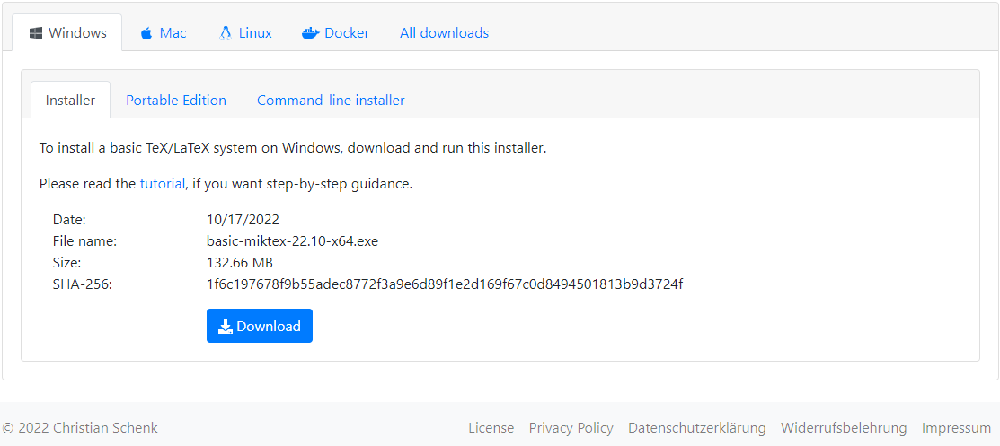 Windows Mac Linux Docker All downloads
Installer Portable Edition Command-line installer
To install a basic TeX/LaTeX system on Windows, download and run this installer.
Please read the tutorial, if you want step-by-step guidance.
Date: 10/17/2022
File name: basic-miktex-22.10-x64.exe
Size: 132.66 MB
SHA-256: 1f6c197678f9b55adec8772f3a9e6d89f1e2d169f67c0d8494501813b9d3724f
Download
© 2022 Christian Schenk License Privacy Policy Datenschutzerklärung Widerrufsbelehrung Impressum